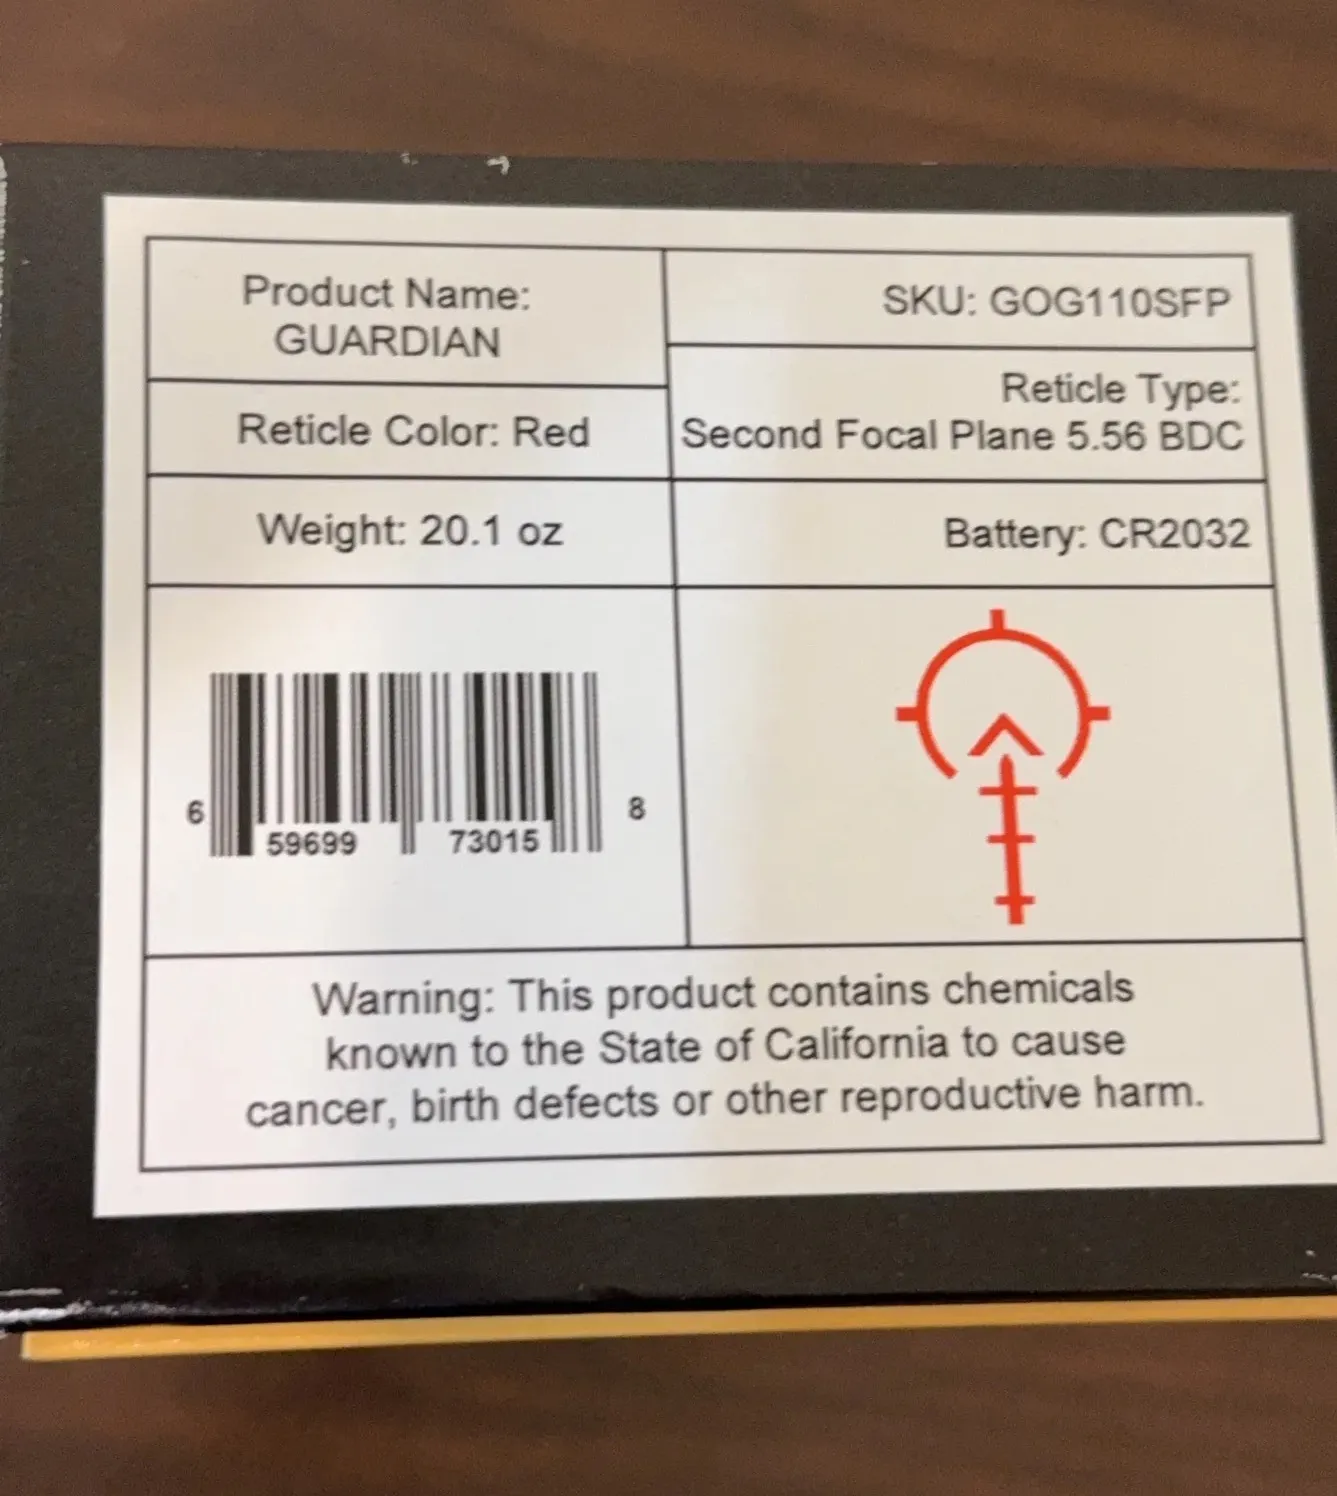 Product Name:
GUARDIAN
SKU: GOG110SFP
Reticle Color: Red
Reticle Type:
Second Focal Plane 5.56 BDC
Weight: 20.1 oz
Battery: CR2032
6 59699 73015 8
Warning: This product contains chemicals
known to the State of California to cause
cancer, birth defects or other reproductive harm.